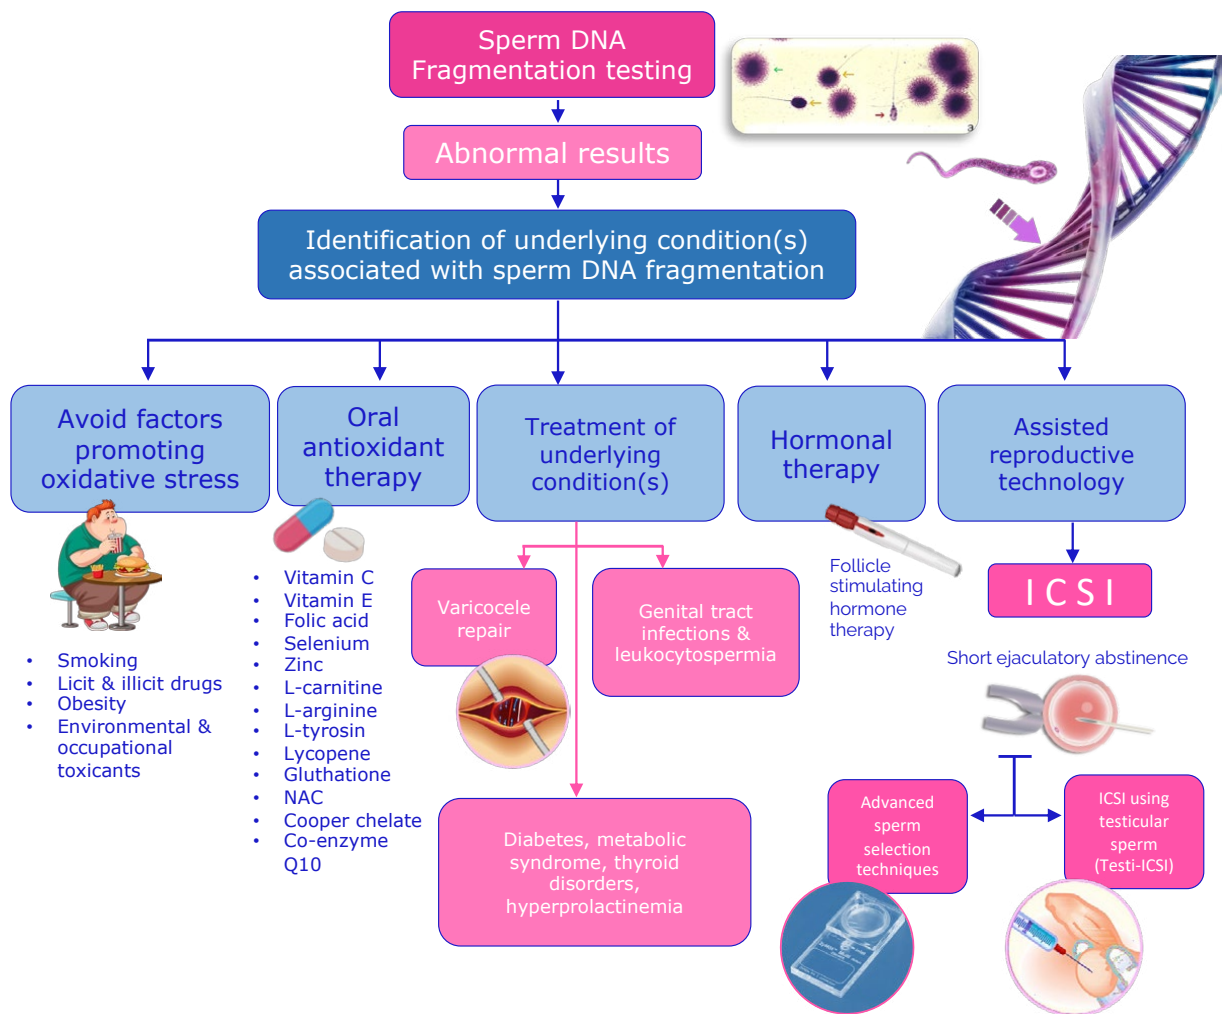 Sperm DNA
Fragmentation testing
a
Abnormal results
Identification of underlying condition(s)
associated with sperm DNA fragmentation
Avoid factors
promoting
oxidative stress
• Smoking
• Licit & illicit drugs
• Obesity
• Environmental &
occupational
toxicants
Oral
antioxidant
therapy
• Vitamin C
• Vitamin E
• Folic acid
• Selenium
• Zinc
• L-carnitine
• L-arginine
• L-tyrosin
• Lycopene
• Gluthatione
• NAC
• Cooper chelate
• Co-enzyme
Q10
Treatment of
underlying
condition(s)
Varicocele
repair
Genital tract
infections &
leukocytospermia
Diabetes, metabolic
syndrome, thyroid
disorders,
hyperprolactinemia
Hormonal
therapy
Follicle
stimulating
hormone
therapy
Assisted
reproductive
technology
I C S I
Short ejaculatory abstinence
Advanced
sperm
selection
techniques
ICSI using
testicular
sperm
(Testi-ICSI)